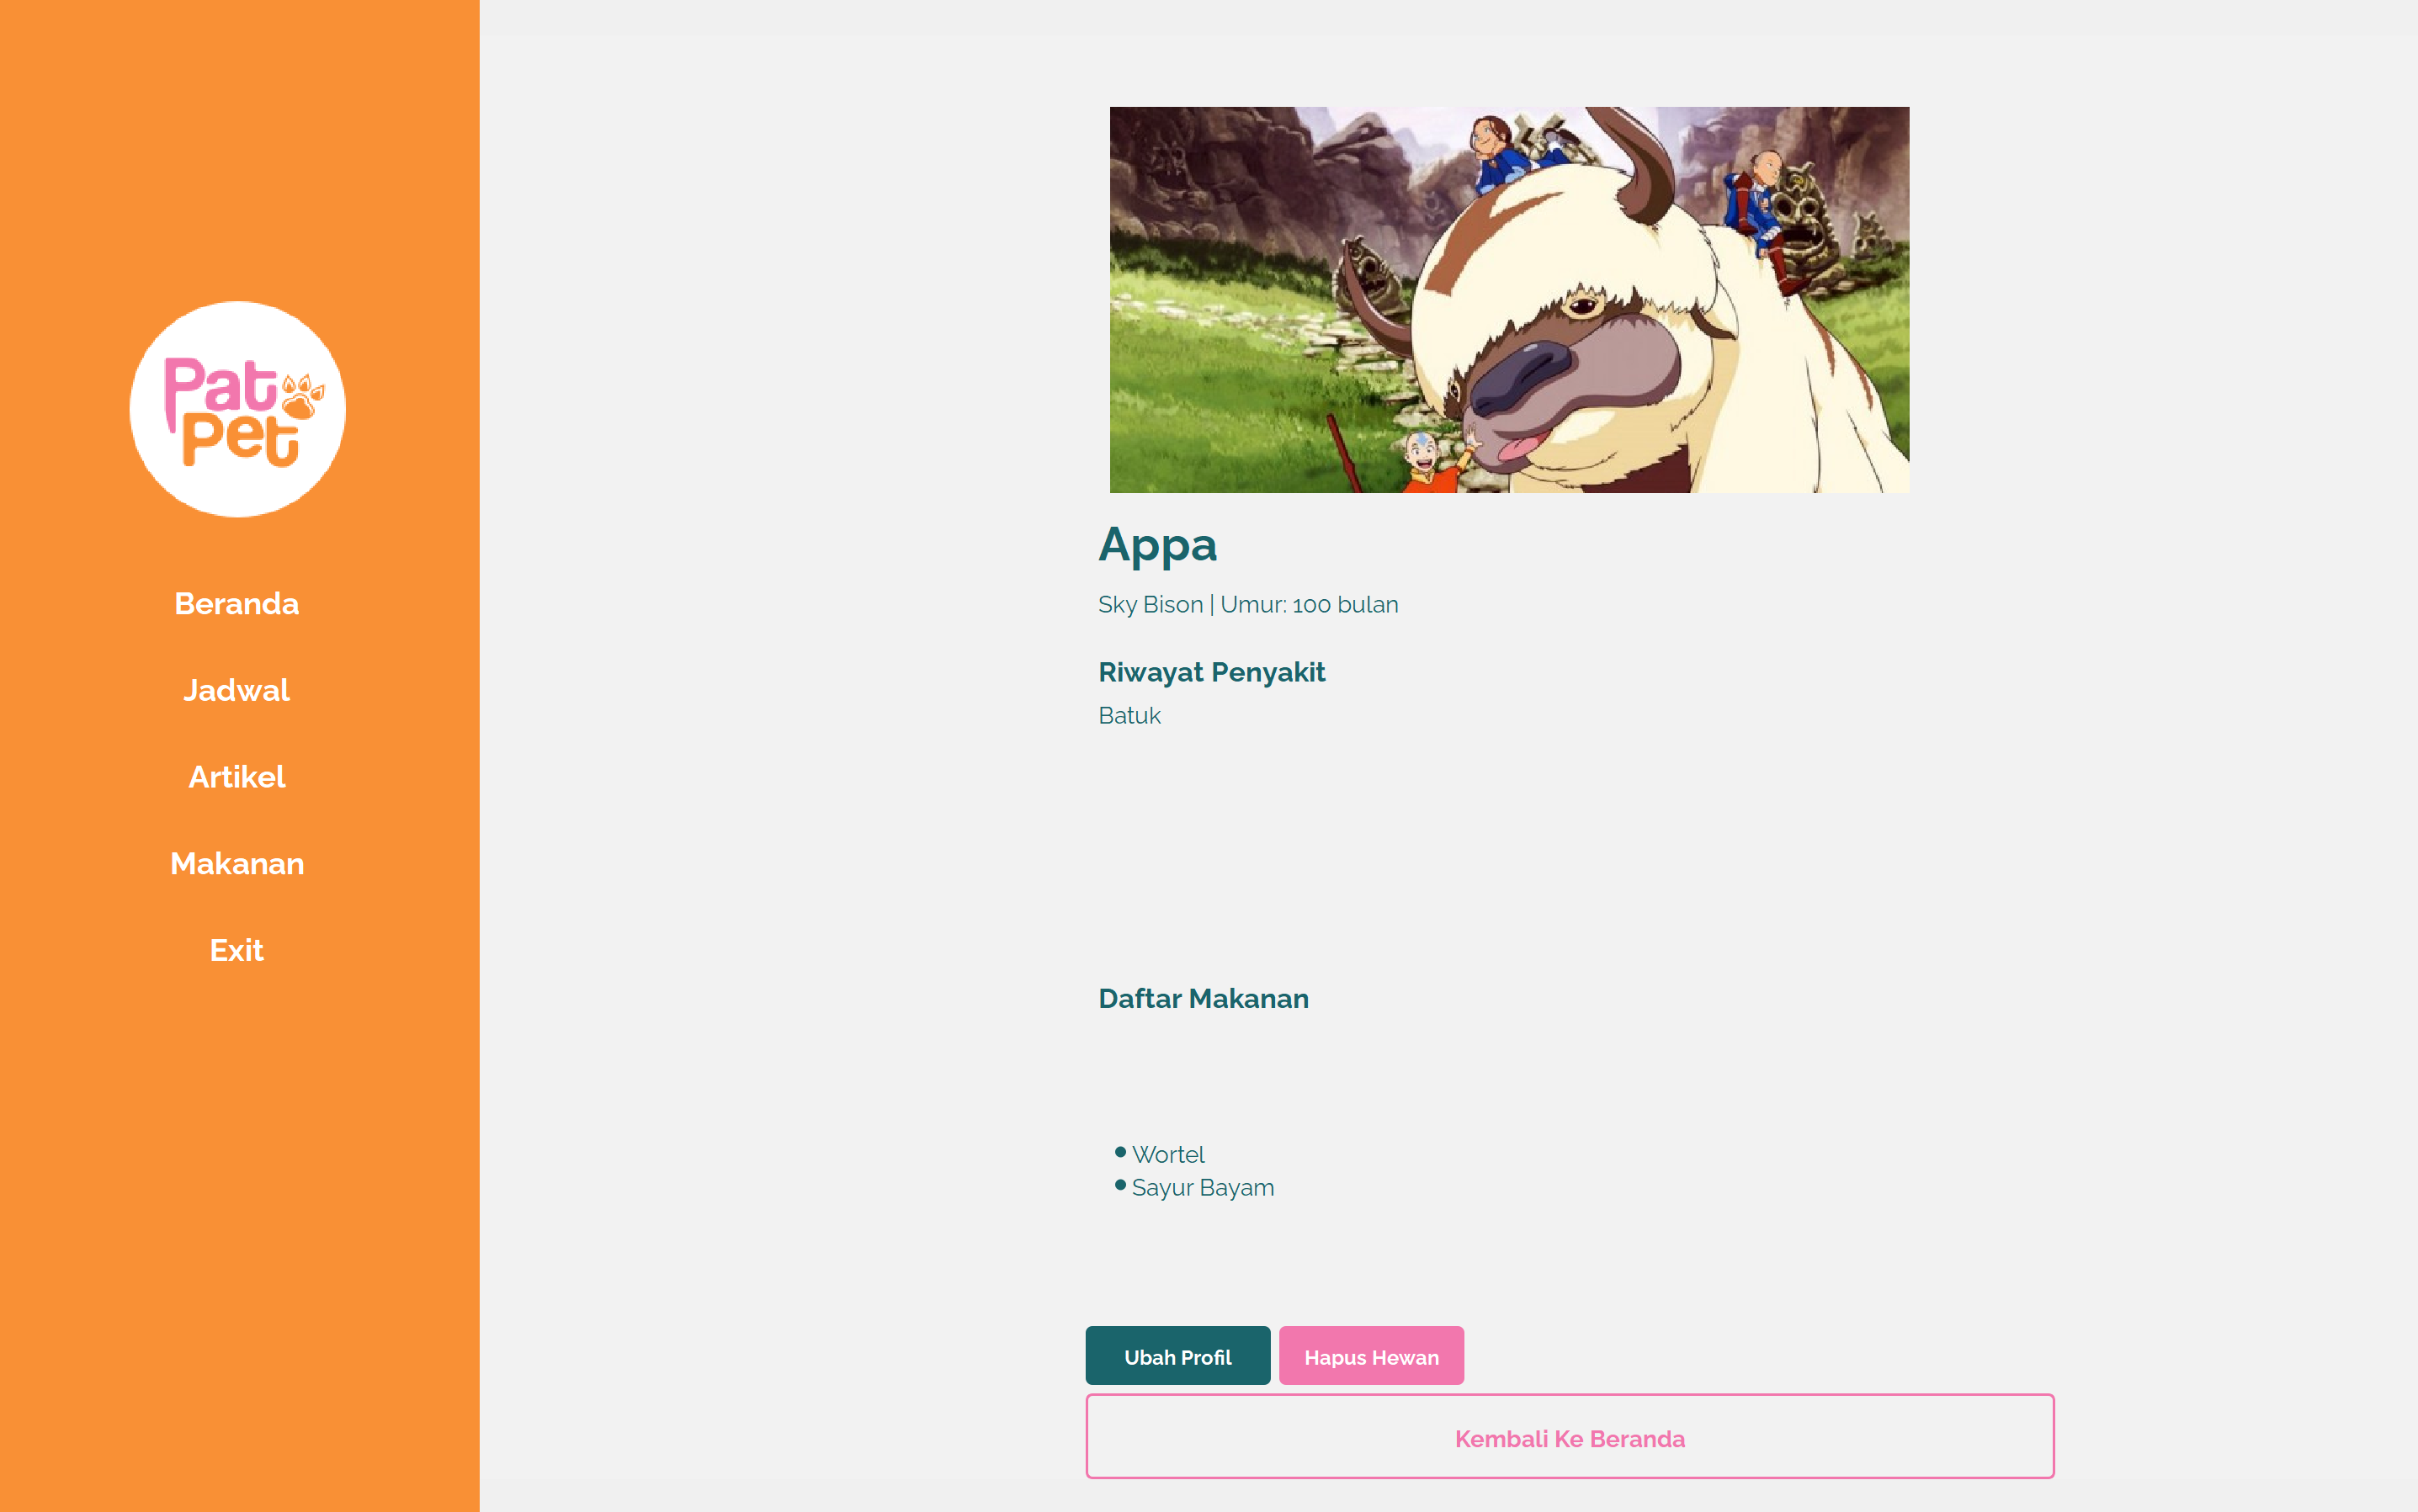 Pat
Pet
Beranda
Jadwal
Artikel
Makanan
Exit
Appa
Sky Bison | Umur: 100 bulan
Riwayat Penyakit
Batuk
Daftar Makanan
Wortel
Sayur Bayam
Ubah Profil
Hapus Hewan
Kembali Ke Beranda